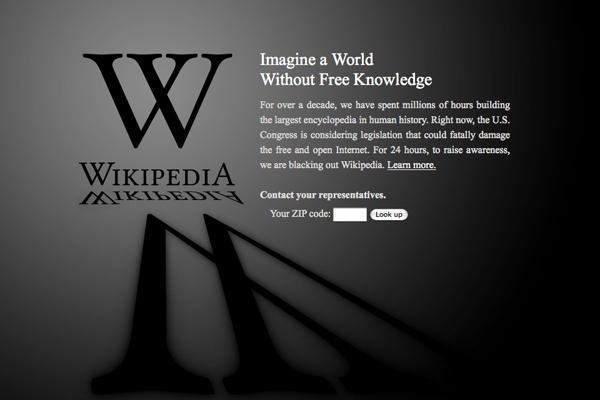 W
WIKIPEDIA
Imagine a World
Without Free Knowledge
For over a decade, we have spent millions of hours building
the largest encyclopedia in human history. Right now, the U.S.
Congress is considering legislation that could fatally damage
the free and open Internet. For 24 hours, to raise awareness,
we are blacking out Wikipedia. Learn more.
Contact your representatives.
Your ZIP code: Look up